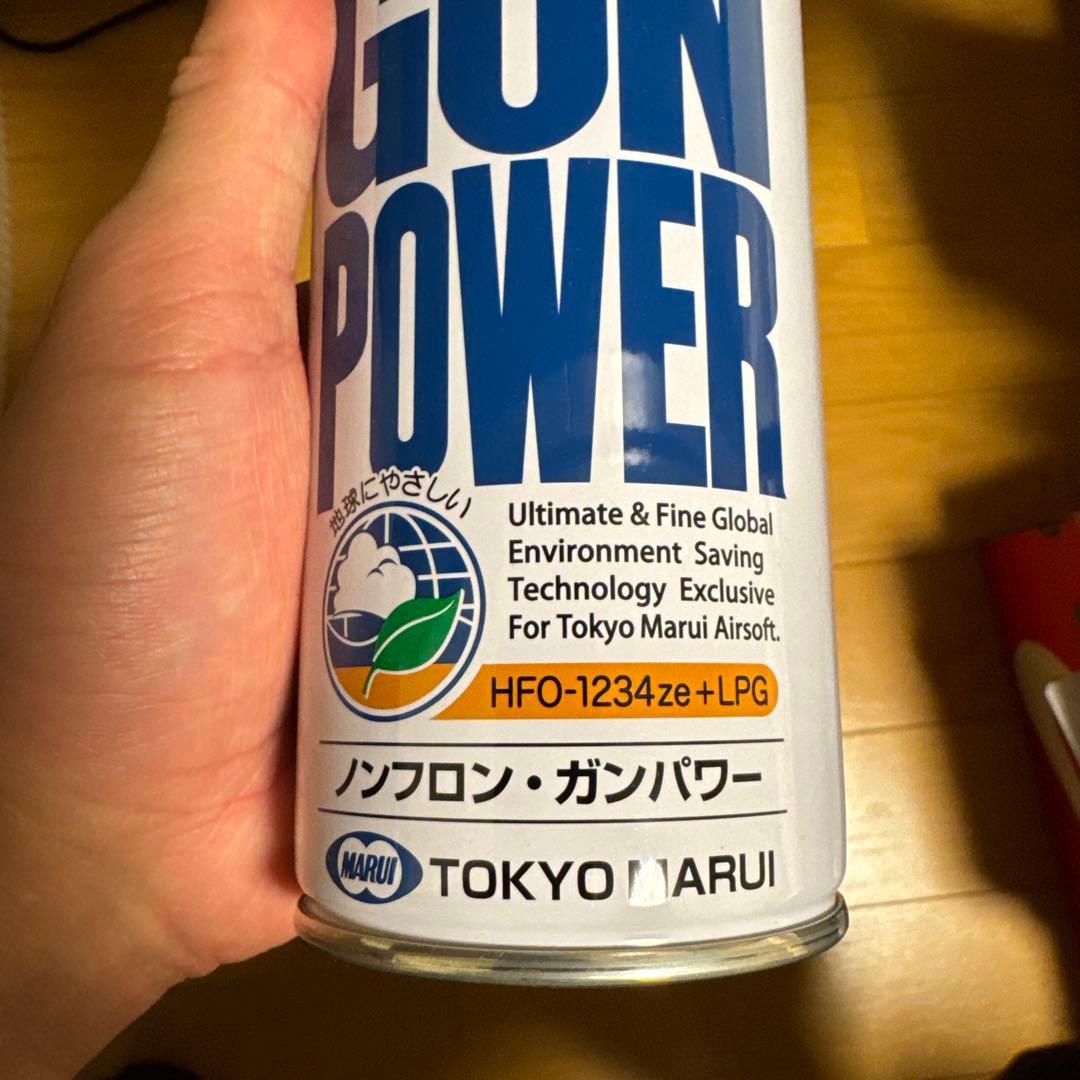 GUN
POWER
地球にやさしい
Ultimate & Fine Global
Environment Saving
Technology Exclusive
For Tokyo Marui Airsoft.
HFO-1234ze+LPG
ノンフロン・ガンパワー
MARUI TOKYO MARUI